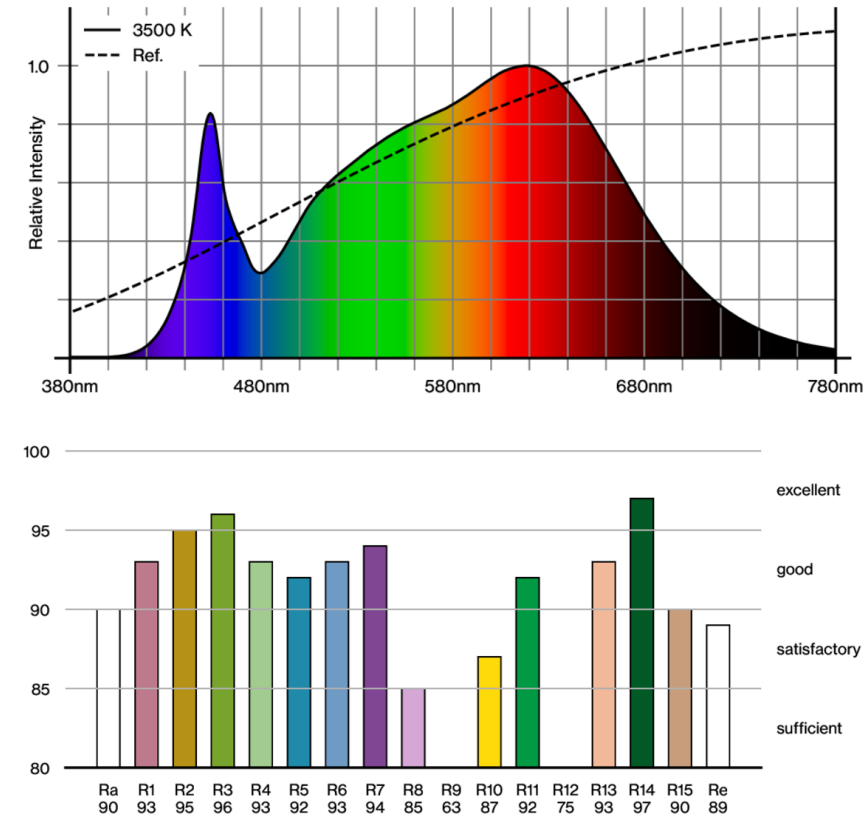 3500 K
Ref.
1.0
Relative Intensity
380nm 480nm 580nm 680nm 780nm
100
excellent
95
good
90
satisfactory
85
sufficient
80
Ra R1 R2 R3 R4 R5 R6 R7 R8 R9 R10 R11 R12 R13 R14 R15 Re
90 93 95 96 93 92 93 94 85 63 87 92 75 93 97 90 89